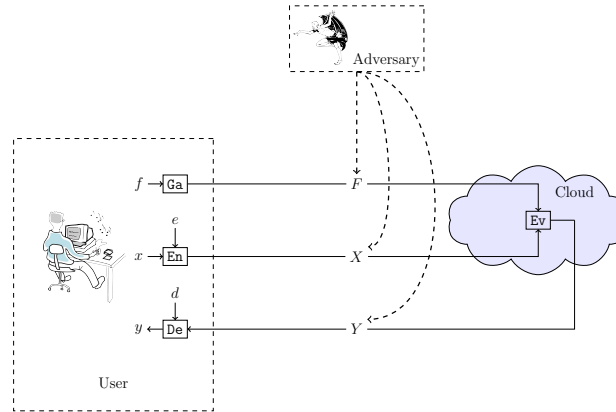 Adversary
f Ga F
Cloud
e
Ev
x En X
d
y De Y
User